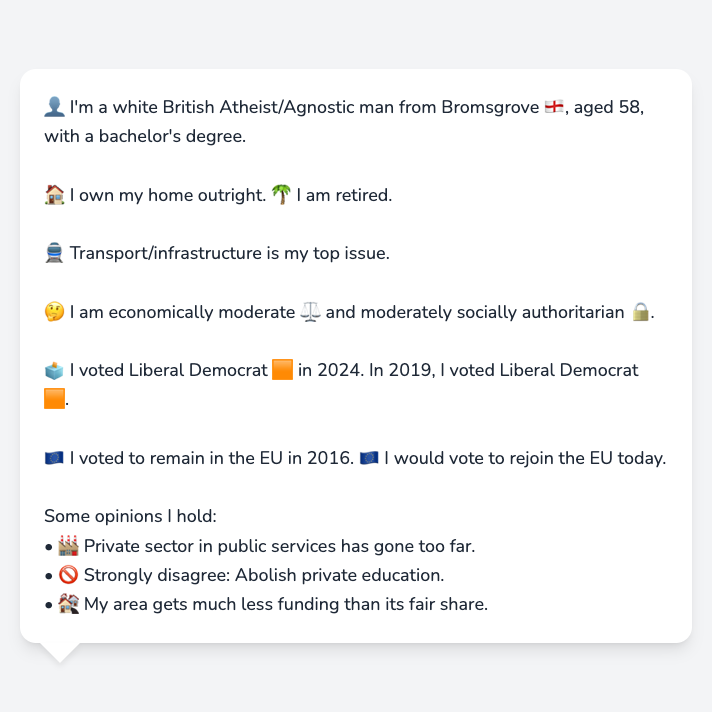 👤 I'm a white British Atheist/Agnostic man from Bromsgrove 🏴󠁧󠁢󠁥󠁮󠁧󠁿, aged 58,
with a bachelor's degree.
🏠 I own my home outright. 🌴 I am retired.
🚆 Transport/infrastructure is my top issue.
🤔 I am economically moderate ⚖️ and moderately socially authoritarian 🔒.
🗳️ I voted Liberal Democrat 🟧 in 2024. In 2019, I voted Liberal Democrat
🟧.
🇪🇺 I voted to remain in the EU in 2016. 🇪🇺 I would vote to rejoin the EU today.
Some opinions I hold:
• 🏭 Private sector in public services has gone too far.
• 🚫 Strongly disagree: Abolish private education.
• 🏘️ My area gets much less funding than its fair share.